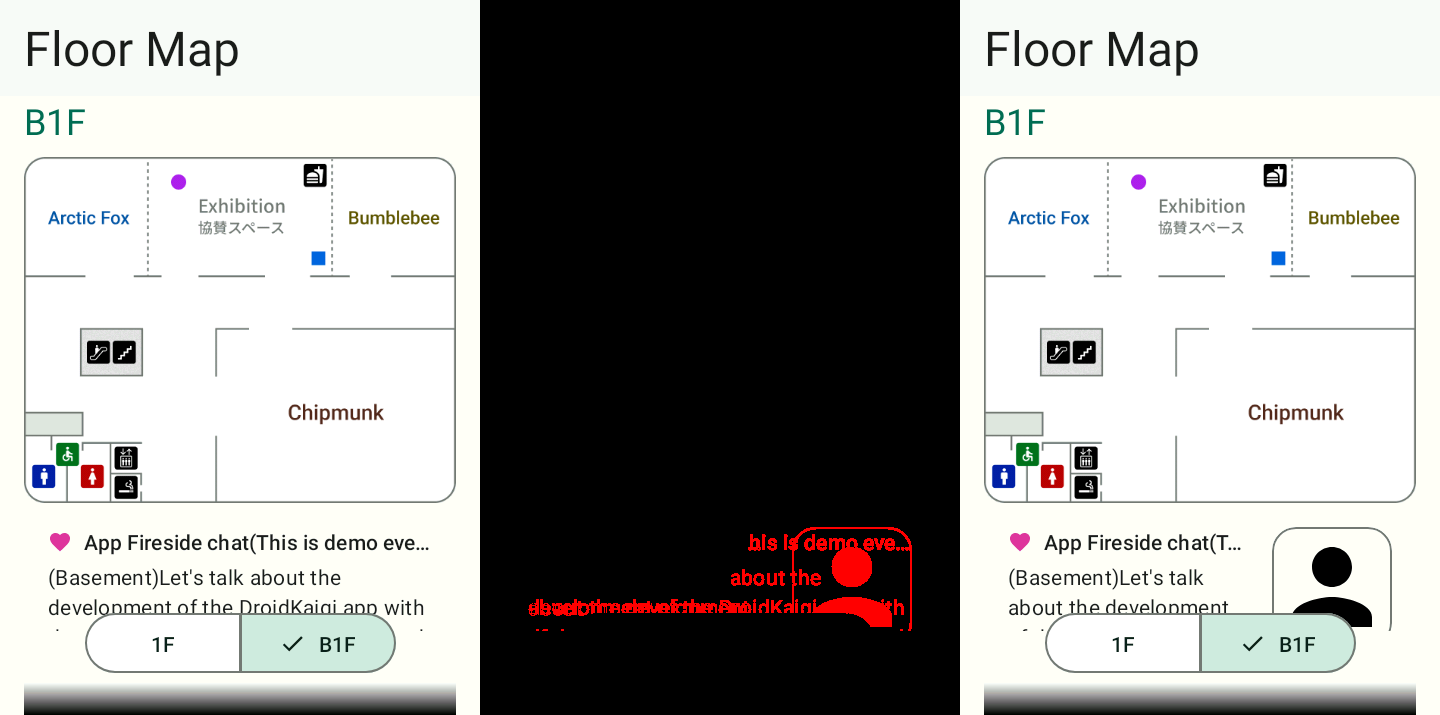 Floor Map
B1F
Arctic Fox
Exhibition
協賛スペース
Bumblebee
Chipmunk
App Fireside chat(This is demo eve…
(Basement)Let's talk about the
development of the DroidKaigi app with
1F
B1F
his is demo eve...
about the
Floor Map
B1F
Arctic Fox
Exhibition
協賛スペース
Bumblebee
Chipmunk
App Fireside chat(T…
(Basement)Let's talk
about the development
1F
B1F